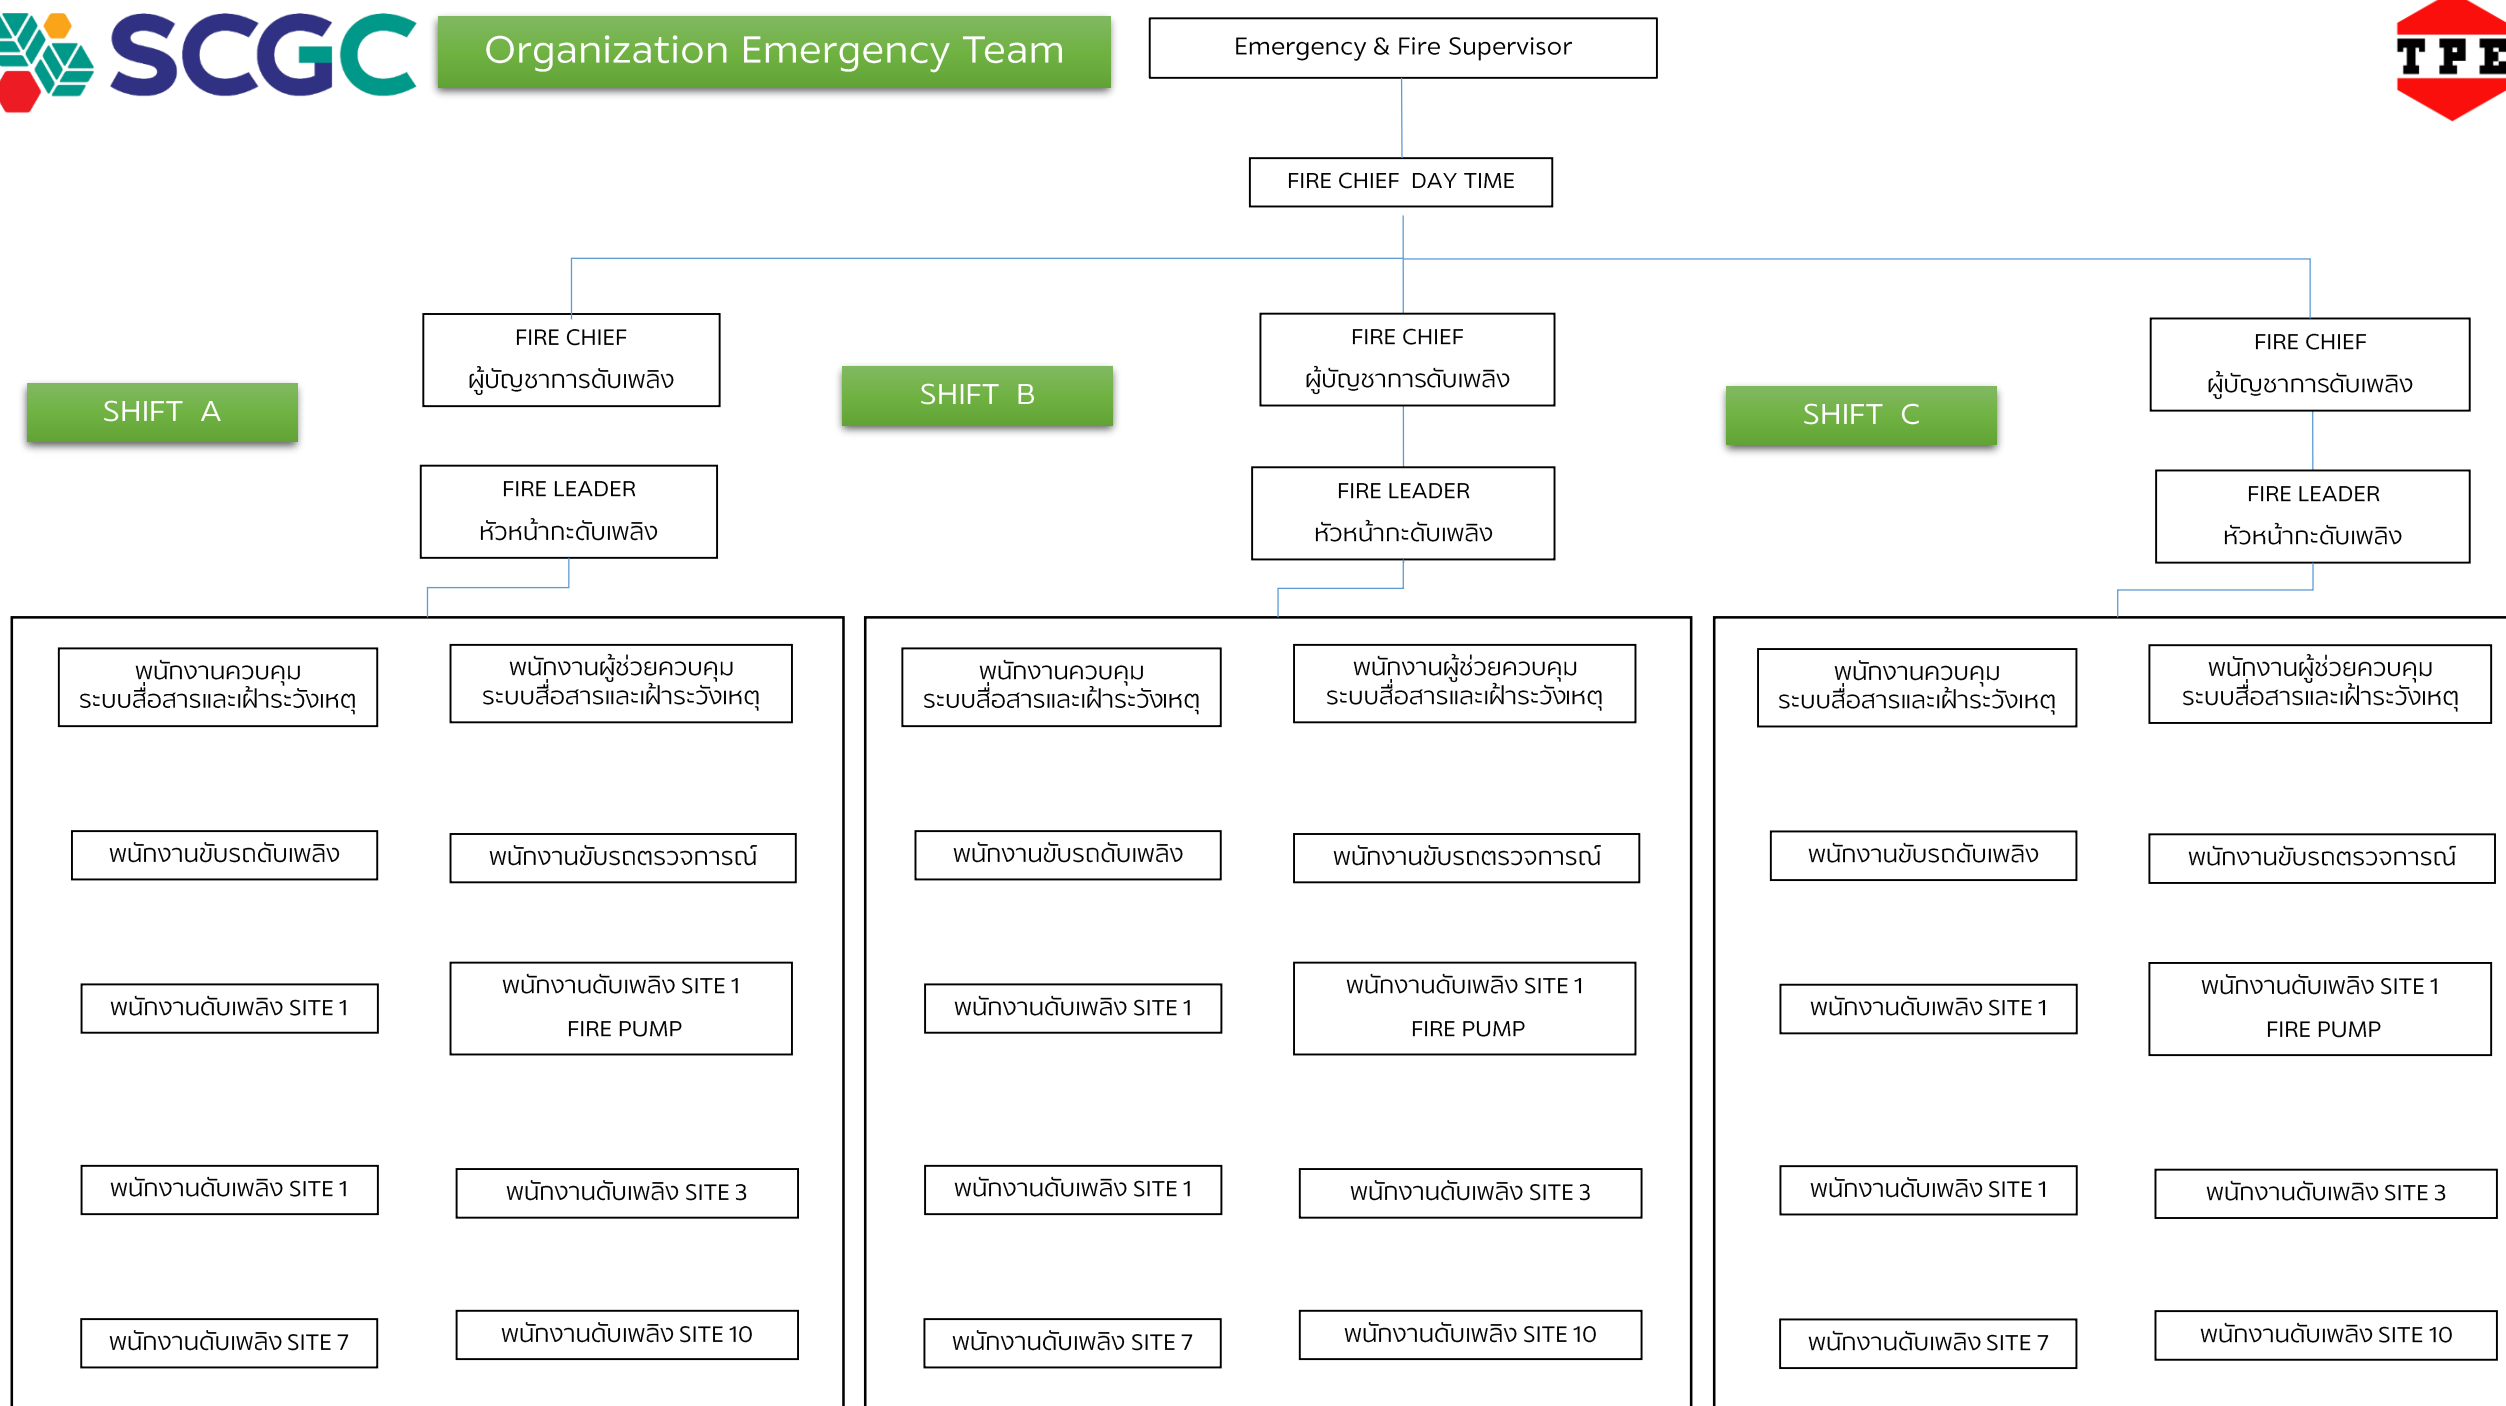 SCGC
Organization Emergency Team
Emergency & Fire Supervisor
TPE
FIRE CHIEF DAY TIME
SHIFT A
FIRE CHIEF
ผู้บัญชาการดับเพลิง
FIRE LEADER
หัวหน้ากะดับเพลิง
พนักงานควบคุม
ระบบสื่อสารและเฝ้าระวังเหตุ
พนักงานผู้ช่วยควบคุม
ระบบสื่อสารและเฝ้าระวังเหตุ
พนักงานขับรถดับเพลิง
พนักงานขับรถตรวจการณ์
พนักงานดับเพลิง SITE 1
พนักงานดับเพลิง SITE 1
FIRE PUMP
พนักงานดับเพลิง SITE 1
พนักงานดับเพลิง SITE 3
พนักงานดับเพลิง SITE 7
พนักงานดับเพลิง SITE 10
SHIFT B
FIRE CHIEF
ผู้บัญชาการดับเพลิง
FIRE LEADER
หัวหน้ากะดับเพลิง
พนักงานควบคุม
ระบบสื่อสารและเฝ้าระวังเหตุ
พนักงานผู้ช่วยควบคุม
ระบบสื่อสารและเฝ้าระวังเหตุ
พนักงานขับรถดับเพลิง
พนักงานขับรถตรวจการณ์
พนักงานดับเพลิง SITE 1
พนักงานดับเพลิง SITE 1
FIRE PUMP
พนักงานดับเพลิง SITE 1
พนักงานดับเพลิง SITE 3
พนักงานดับเพลิง SITE 7
พนักงานดับเพลิง SITE 10
SHIFT C
FIRE CHIEF
ผู้บัญชาการดับเพลิง
FIRE LEADER
หัวหน้ากะดับเพลิง
พนักงานควบคุม
ระบบสื่อสารและเฝ้าระวังเหตุ
พนักงานผู้ช่วยควบคุม
ระบบสื่อสารและเฝ้าระวังเหตุ
พนักงานขับรถดับเพลิง
พนักงานขับรถตรวจการณ์
พนักงานดับเพลิง SITE 1
พนักงานดับเพลิง SITE 1
FIRE PUMP
พนักงานดับเพลิง SITE 1
พนักงานดับเพลิง SITE 3
พนักงานดับเพลิง SITE 7
พนักงานดับเพลิง SITE 10